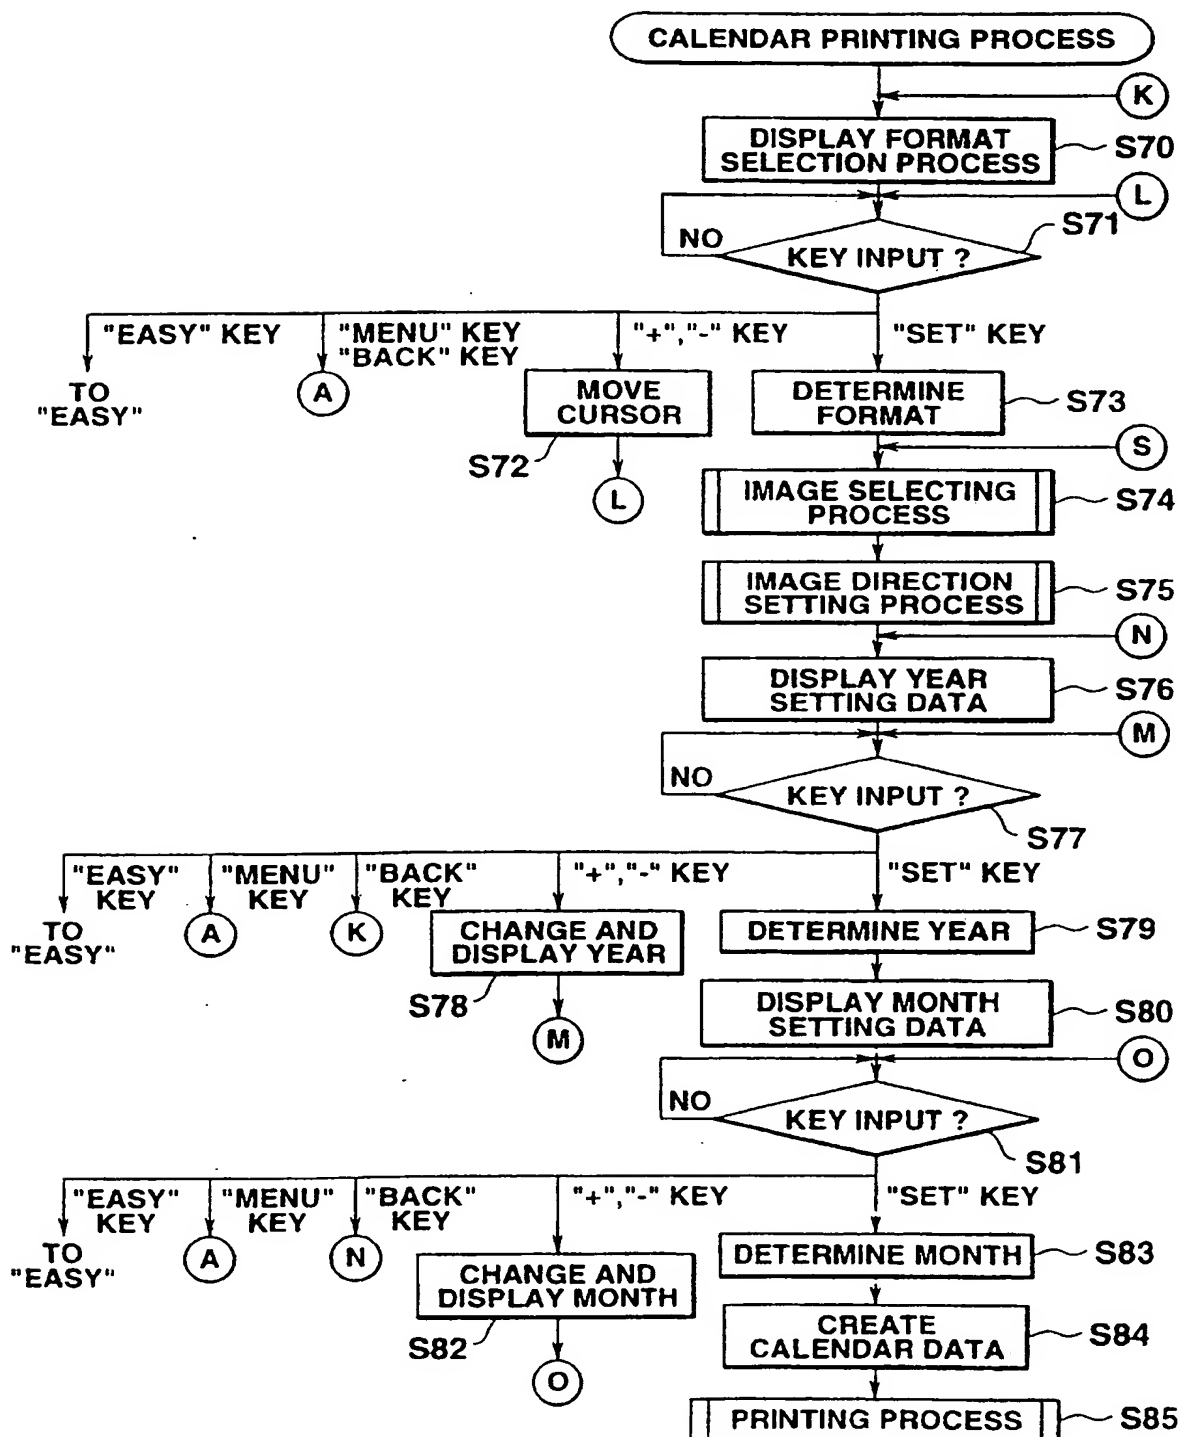 CALENDAR PRINTING PROCESS
K
DISPLAY FORMAT
SELECTION PROCESS
S70
L
S71
NO
KEY INPUT ?
"EASY" KEY
"MENU" KEY
"BACK" KEY
"+","-" KEY
"SET" KEY
TO
"EASY"
A
MOVE
CURSOR
S72
L
DETERMINE
FORMAT
S73
S
IMAGE SELECTING
PROCESS
S74
IMAGE DIRECTION
SETTING PROCESS
S75
N
DISPLAY YEAR
SETTING DATA
S76
M
NO
KEY INPUT ?
S77
"EASY"
KEY
"MENU"
KEY
"BACK"
KEY
"+","-" KEY
"SET" KEY
TO
"EASY"
A
K
CHANGE AND
DISPLAY YEAR
S78
M
DETERMINE YEAR
S79
DISPLAY MONTH
SETTING DATA
S80
O
NO
KEY INPUT ?
S81
"EASY"
KEY
"MENU"
KEY
"BACK"
KEY
"+","-" KEY
"SET" KEY
TO
"EASY"
A
N
CHANGE AND
DISPLAY MONTH
S82
O
DETERMINE MONTH
S83
CREATE
CALENDAR DATA
S84
PRINTING PROCESS
S85